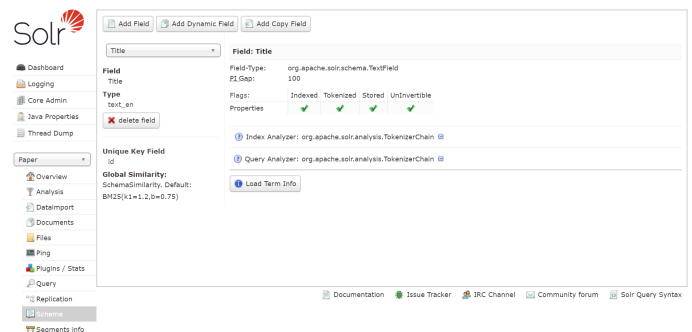 Solr
Dashboard
Logging
Core Admin
Java Properties
Thread Dump
Paper
Overview
Analysis
Dataimport
Documents
Files
Ping
Plugins / Stats
Query
Replication
Schema
Segments info
Add Field
Add Dynamic Field
Add Copy Field
Title
Field
Title
Type
text_en
delete field
Unique Key Field
id
Global Similarity:
SchemaSimilarity. Default:
BM25(k1=1.2,b=0.75)
Field: Title
Field-Type: org.apache.solr.schema.TextField
PI Gap: 100
Flags: Indexed Tokenized Stored UnInvertible
Properties
Index Analyzer: org.apache.solr.analysis.TokenizerChain
Query Analyzer: org.apache.solr.analysis.TokenizerChain
Load Term Info
Documentation Issue Tracker IRC Channel Community forum Solr Query Syntax